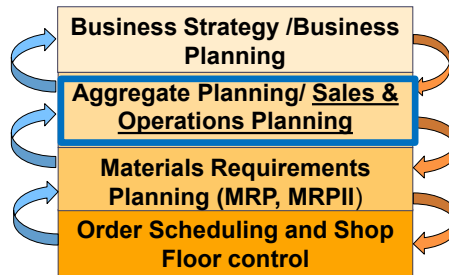 Business Strategy /Business
Planning
Aggregate Planning/ Sales &
Operations Planning
Materials Requirements
Planning (MRP, MRPII)
Order Scheduling and Shop
Floor control